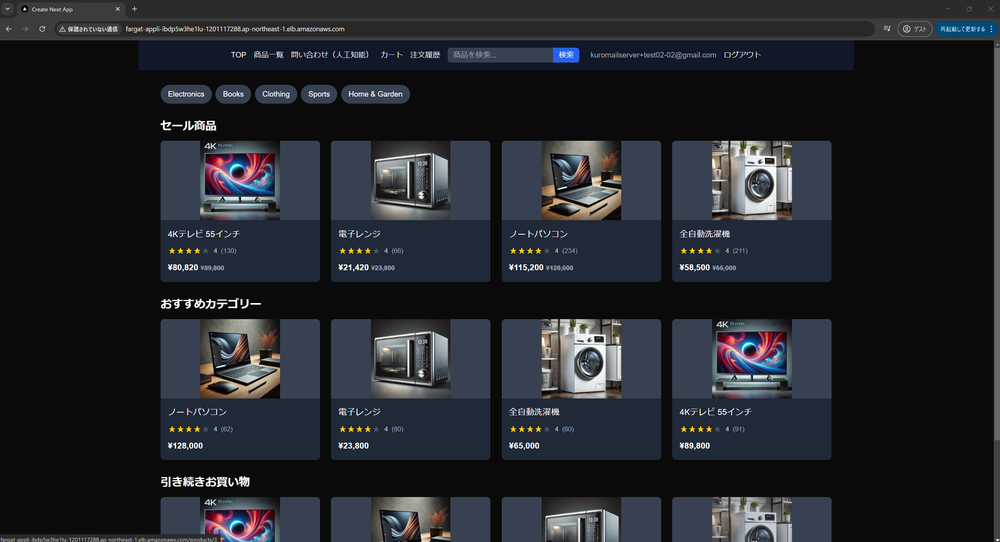 Create Next App
保護されていない通信 fargat-appli-ibdp5w3he1lu-1201117288.ap-northeast-1.elb.amazonaws.com ゲスト 再起動して更新する
TOP 商品一覧 問い合わせ（人工知能） カート 注文履歴 商品を検索... 検索 kuromailserver+test02-02@gmail.com ログアウト
Electronics Books Clothing Sports Home & Garden
セール商品
4K 55 inches
13:38
4Kテレビ 55インチ 電子レンジ ノートパソコン 全自動洗濯機
4 (130) 4 (66) 4 (234) 4 (211)
¥80,820 ¥89,800 ¥21,420 ¥23,800 ¥115,200 ¥128,000 ¥58,500 ¥65,000
おすすめカテゴリー
4K 55 inches
13:38
ノートパソコン 電子レンジ 全自動洗濯機 4Kテレビ 55インチ
4 (62) 4 (80) 4 (60) 4 (91)
¥128,000 ¥23,800 ¥65,000 ¥89,800
引き続きお買い物
4K 55 inches
13:38
fargat-appli-ibdp5w3he1lu-1201117288.ap-northeast-1.elb.amazonaws.com/products/3